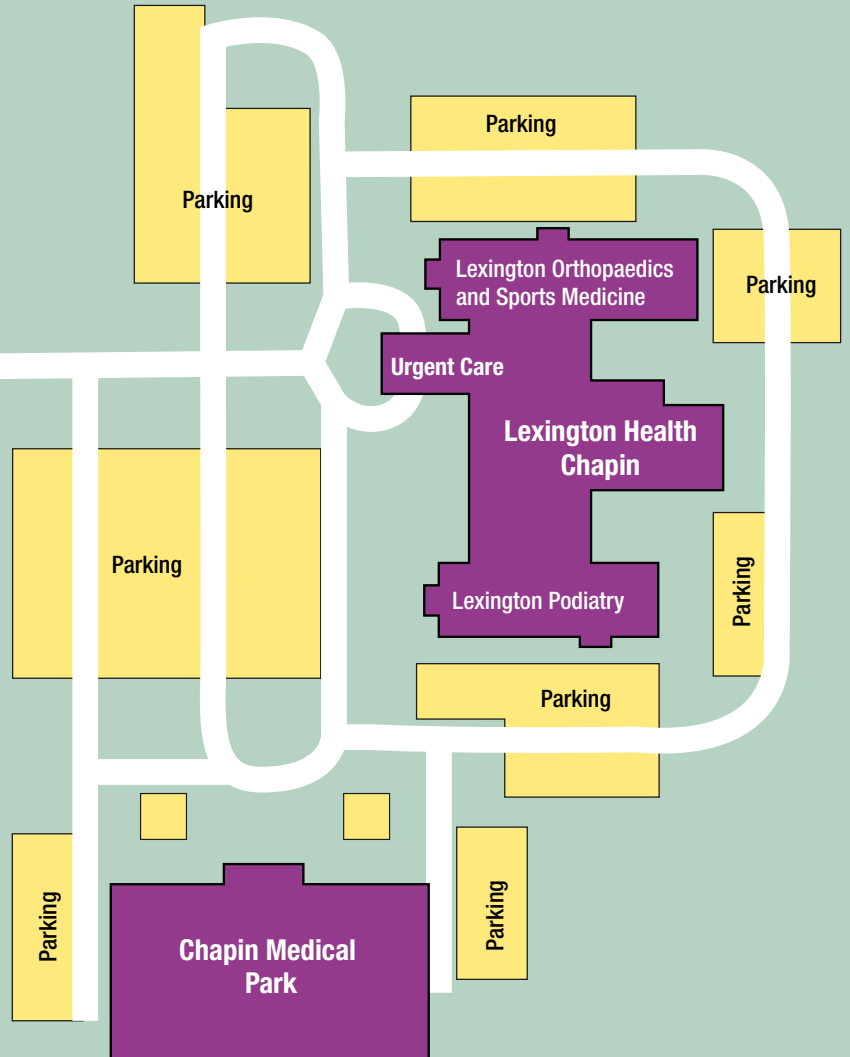 Parking
Parking
Lexington Orthopaedics
and Sports Medicine
Parking
Urgent Care
Lexington Health
Chapin
Parking
Parking
Lexington Podiatry
Parking
Parking
Parking
Chapin Medical
Park